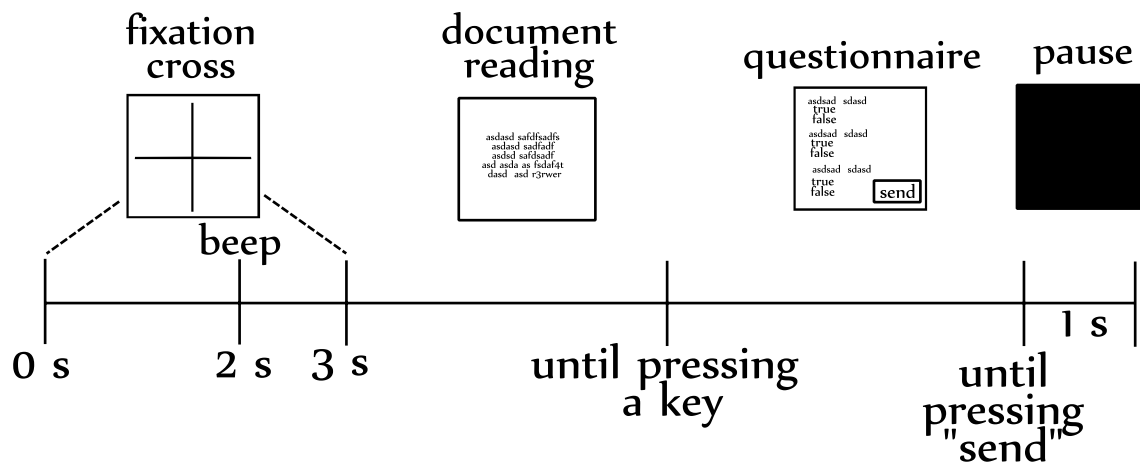 fixation
cross
document
reading
questionnaire
pause
asdasd safdfsadfs
asdasd sadfadf
asdsd safdsadf
asd asda as fsdaf4t
dasd asd r3rwer
asdsad sdasd
true
false
asdsad sdasd
true
false
asdsad sdasd
true
false
send
beep
0 s
2 s
3 s
until pressing
a key
until
pressing
"send"
1 s